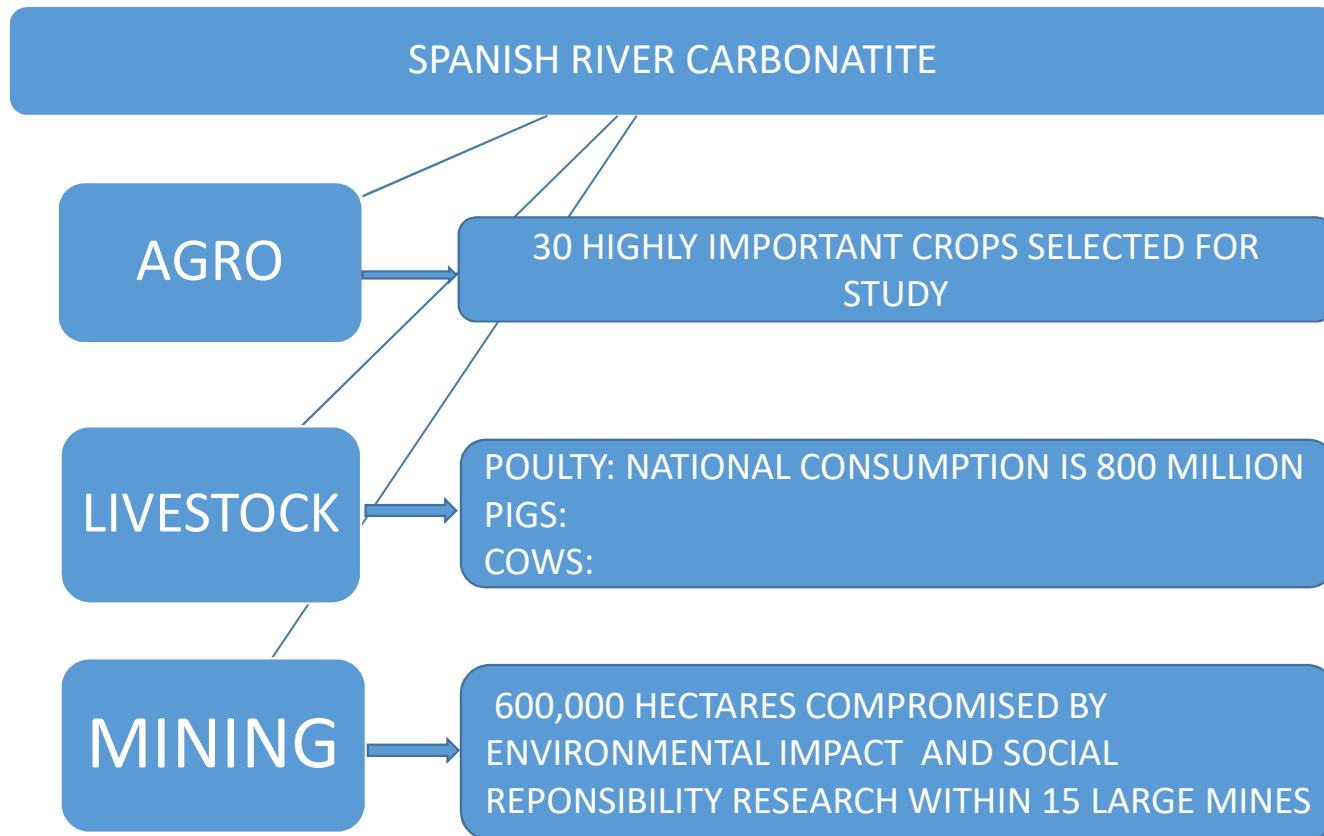 SPANISH RIVER CARBONATITE
AGRO
30 HIGHLY IMPORTANT CROPS SELECTED FOR
STUDY
LIVESTOCK
POULTY: NATIONAL CONSUMPTION IS 800 MILLION
PIGS:
COWS:
MINING
600,000 HECTARES COMPROMISED BY
ENVIRONMENTAL IMPACT AND SOCIAL
REPONSIBILITY RESEARCH WITHIN 15 LARGE MINES